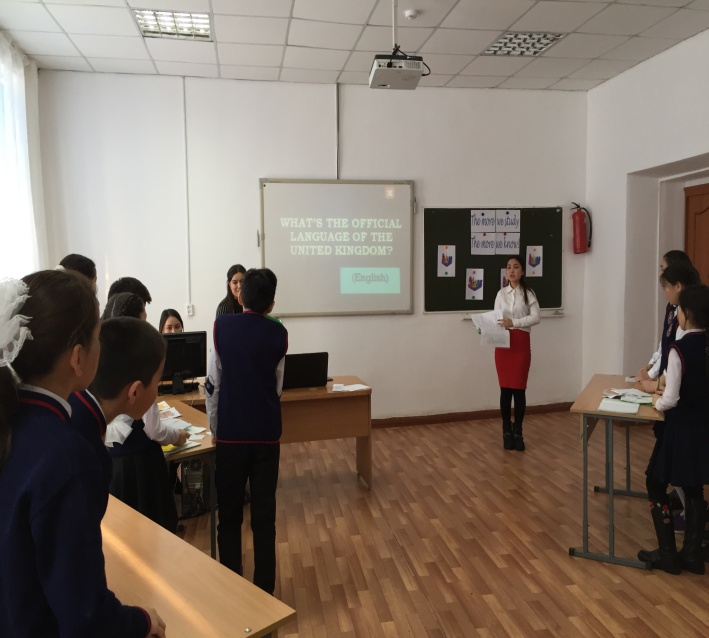 WHAT'S THE OFFICIAL
LANGUAGE OF THE
UNITED KINGDOM?
(English)
The more we study
The more we know